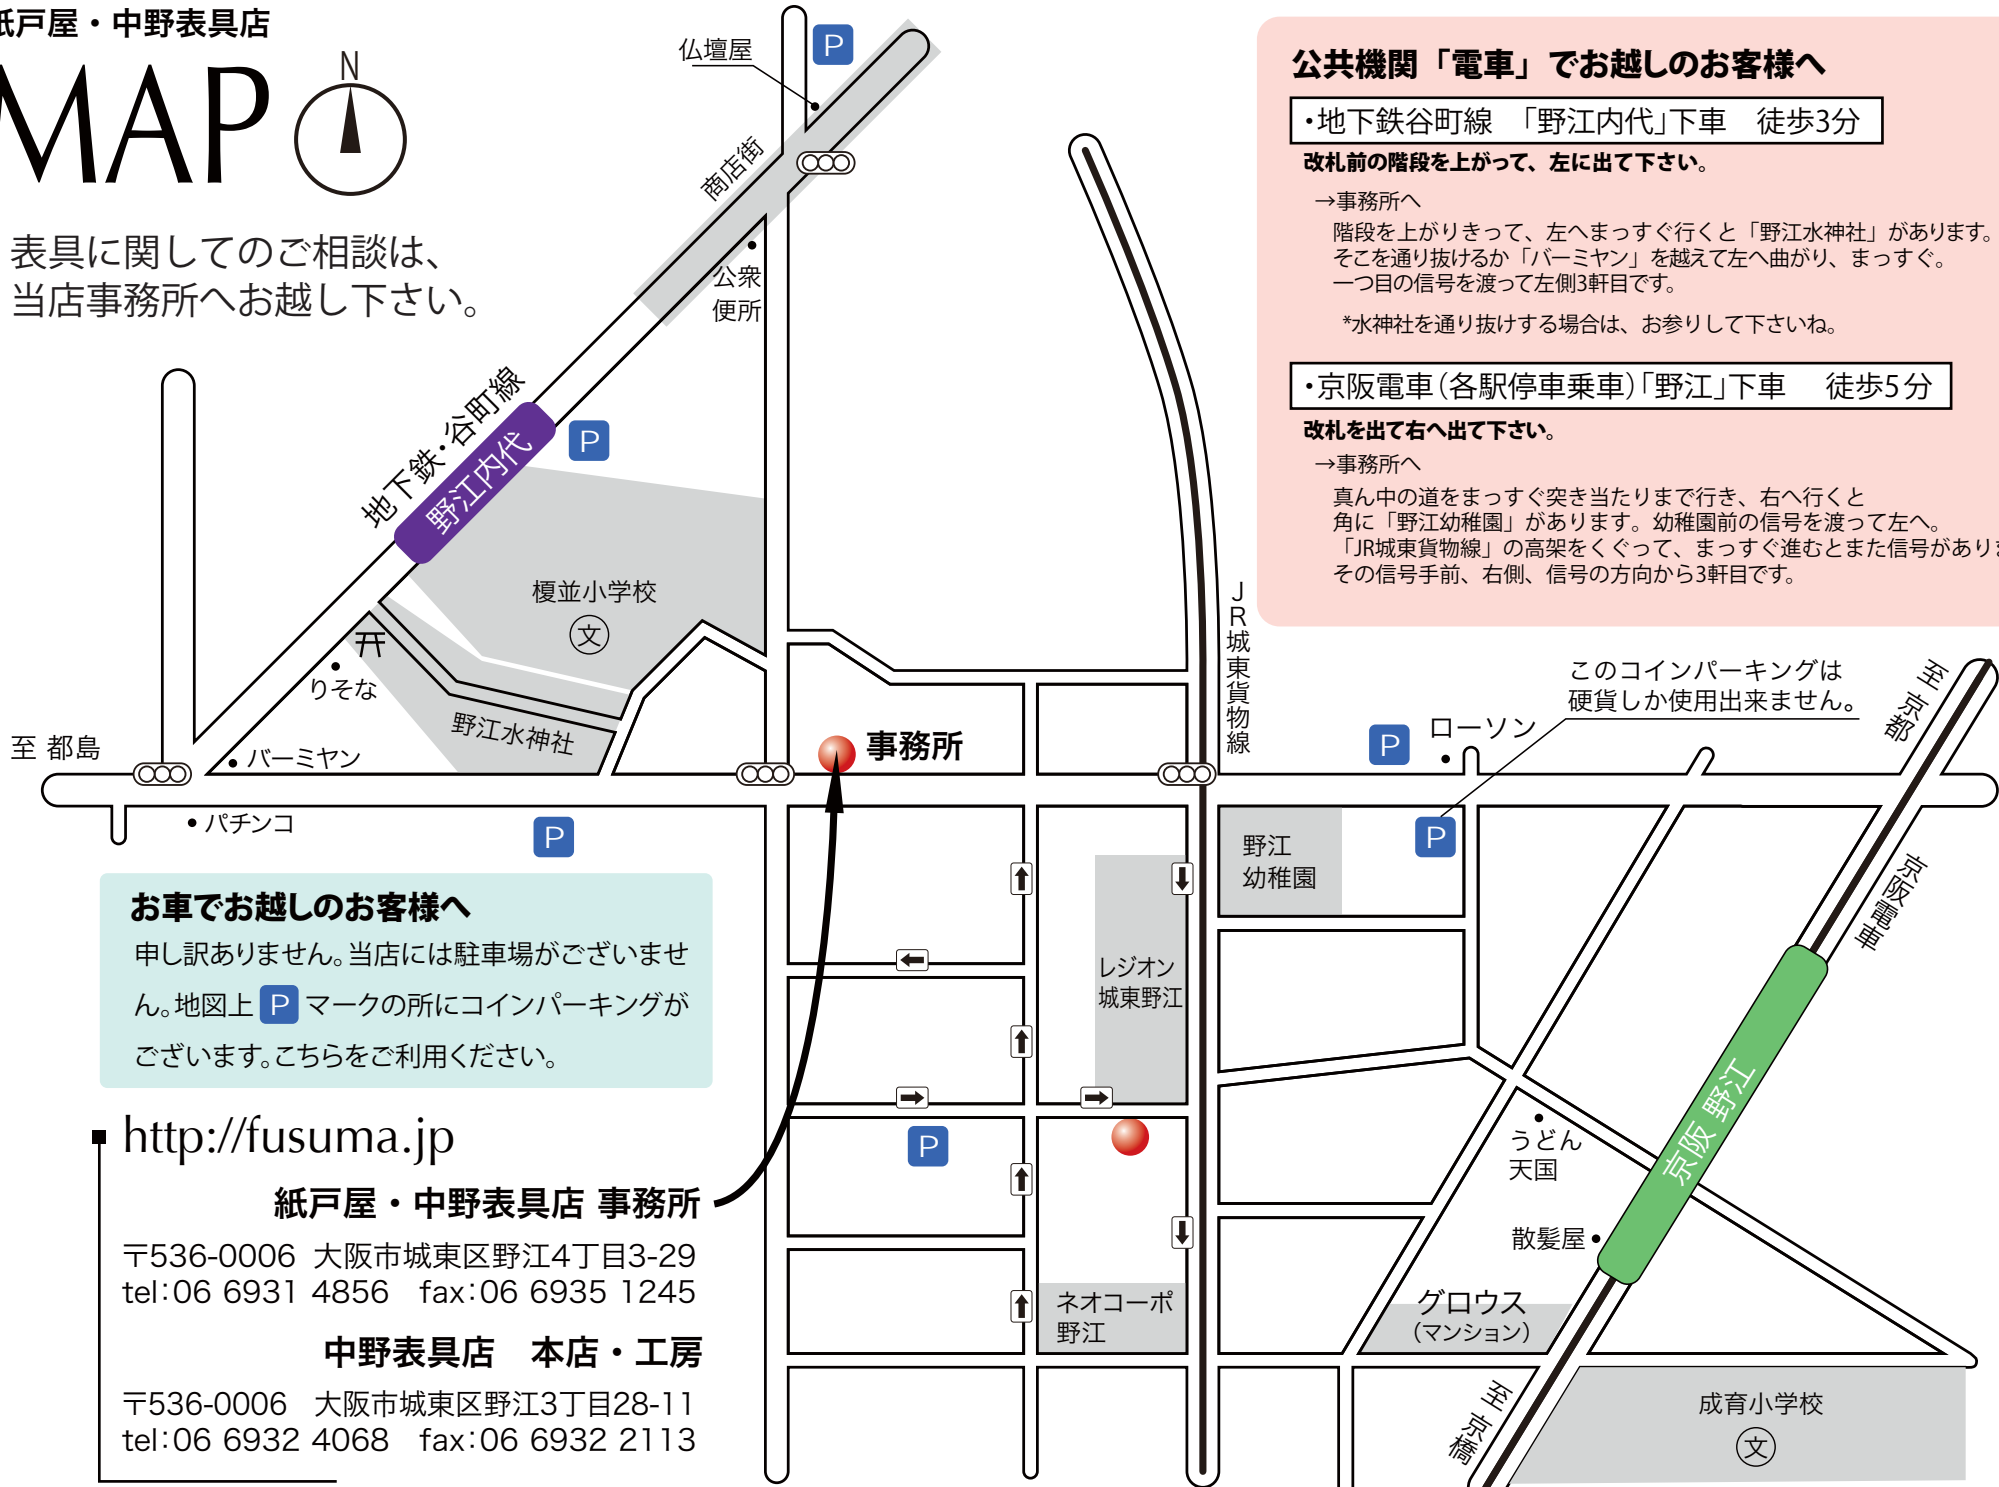 紙戸屋・中野表具店
MAP
N
表具に関してのご相談は、
当店事務所へお越し下さい。
仏壇屋
P
商店街
公衆
便所
地下鉄・谷町線
野江内代
P
榎並小学校
文
りそな
野江水神社
至 都島
バーミヤン
パチンコ
P
事務所
JR城東貨物線
公共機関「電車」でお越しのお客様へ
・地下鉄谷町線 「野江内代」下車 徒歩3分
改札前の階段を上がって、左に出て下さい。
→事務所へ
階段を上がりきって、左へまっすぐ行くと「野江水神社」があります。
そこを通り抜けるか「バーミヤン」を越えて左へ曲がり、まっすぐ。
一つ目の信号を渡って左側3軒目です。
*水神社を通り抜けする場合は、お参りして下さいね。
・京阪電車(各駅停車乗車)「野江」下車 徒歩5分
改札を出て右へ出て下さい。
→事務所へ
真ん中の道をまっすぐ突き当たりまで行き、右へ行くと
角に「野江幼稚園」があります。幼稚園前の信号を渡って左へ。
「JR城東貨物線」の高架をくぐって、まっすぐ進むとまた信号があり
その信号手前、右側、信号の方向から3軒目です。
このコインパーキングは
硬貨しか使用出来ません。
P
ローソン
至 京都
京阪電車
野江
幼稚園
P
レジオン
城東野江
京阪 野江
うどん
天国
散髪屋
P
ネオコーポ
野江
グロウス
(マンション)
至 京橋
成育小学校
文
お車でお越しのお客様へ
申し訳ありません。当店には駐車場がございませ
ん。地図上 P マークの所にコインパーキングが
ございます。こちらをご利用ください。
http://fusuma.jp
紙戸屋・中野表具店 事務所
〒536-0006 大阪市城東区野江4丁目3-29
tel:06 6931 4856 fax:06 6935 1245
中野表具店 本店・工房
〒536-0006 大阪市城東区野江3丁目28-11
tel:06 6932 4068 fax:06 6932 2113